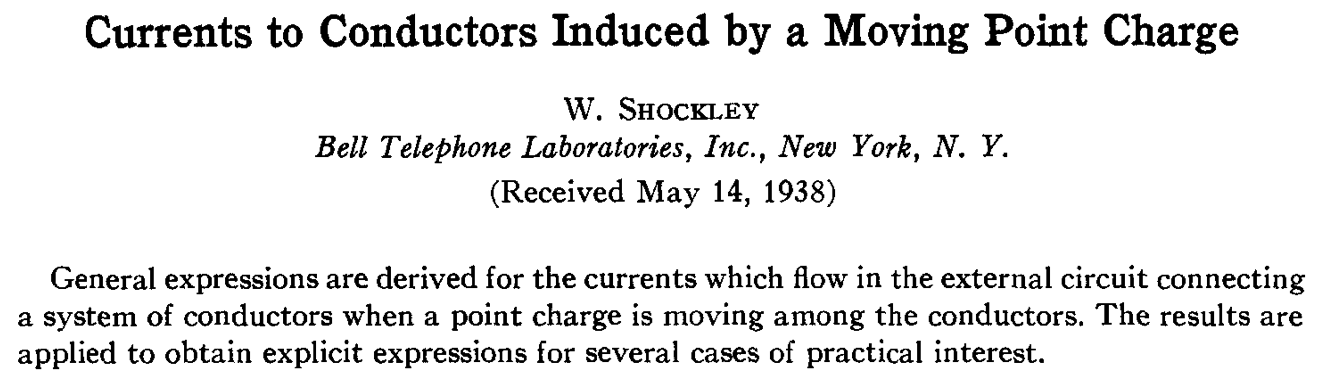 Currents to Conductors Induced by a Moving Point Charge
W. Shockley
Bell Telephone Laboratories, Inc., New York, N. Y.
(Received May 14, 1938)
General expressions are derived for the currents which flow in the external circuit connecting
a system of conductors when a point charge is moving among the conductors. The results are
applied to obtain explicit expressions for several cases of practical interest.